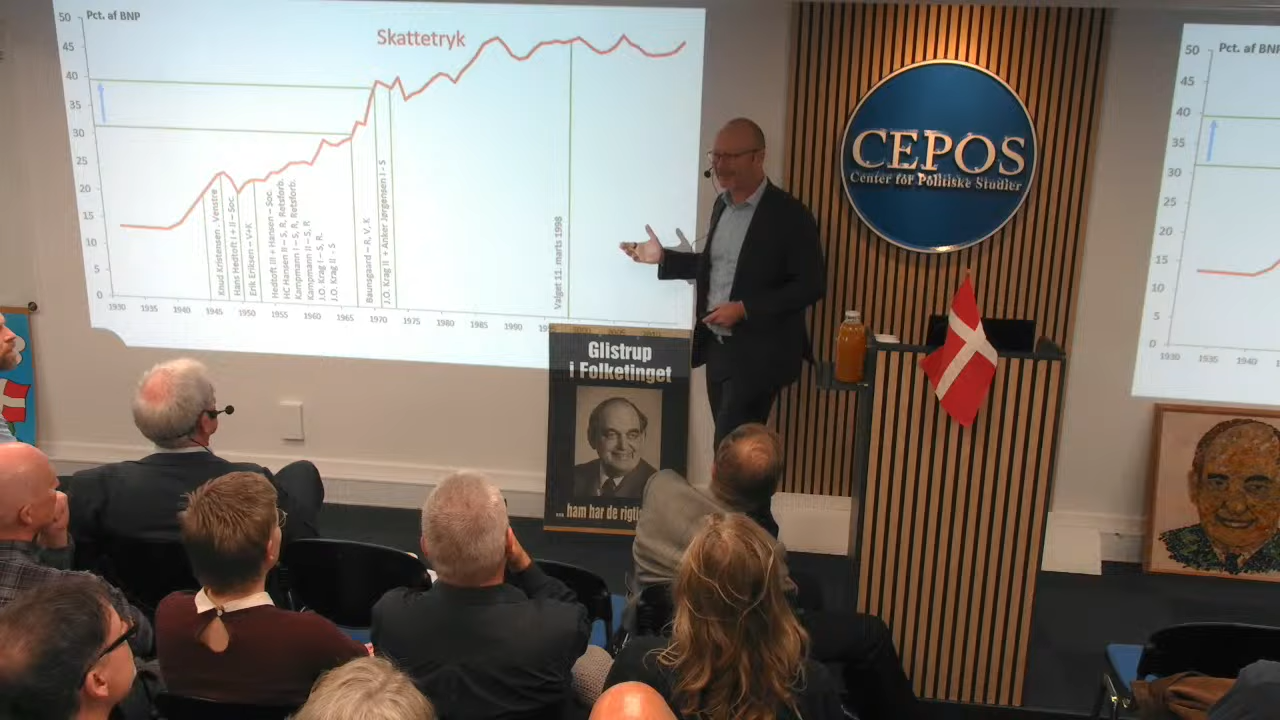 Pct. af BNP
Skattetryk
50
45
40
35
30
25
20
15
10
5
0
Knud Kristensen - Venstre
Hans Hedtoft I + II – Soc.
Erik Eriksen – V+K
Hedtoft III + Hansen – Soc.
HC Hansen II – S, R, Retsforb.
Kampmann I – S, R, Retsforb.
Kampmann II – S, R
J.O. Krag I – S, R.
J.O. Krag II - S
Baunsgaard – R, V, K
J.O. Krag II + Anker Jørgensen I - S
Valget 11. marts 1998
1930 1935 1940 1945 1950 1955 1960 1965 1970 1975 1980 1985 1990
Glistrup
i Folketinget
... ham har de rigti
CEPOS
Center for Politiske Studier
Pct. af BNP
50
45
40
35
30
25
20
15
10
5
0
1930 1935 1940